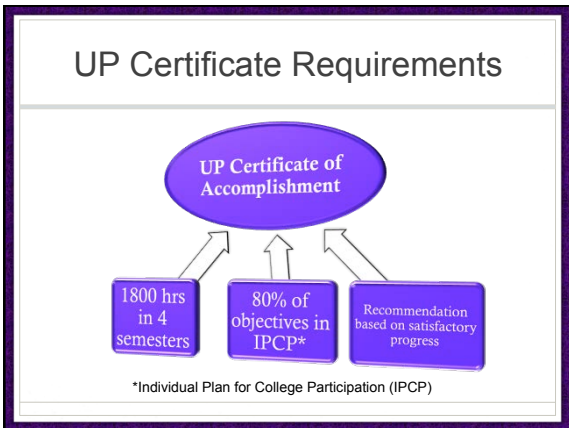 UP Certificate Requirements
UP Certificate of
Accomplishment
1800 hrs
in 4
semesters
80% of
objectives in
IPCP*
Recommendation
based on satisfactory
progress
*Individual Plan for College Participation (IPCP)